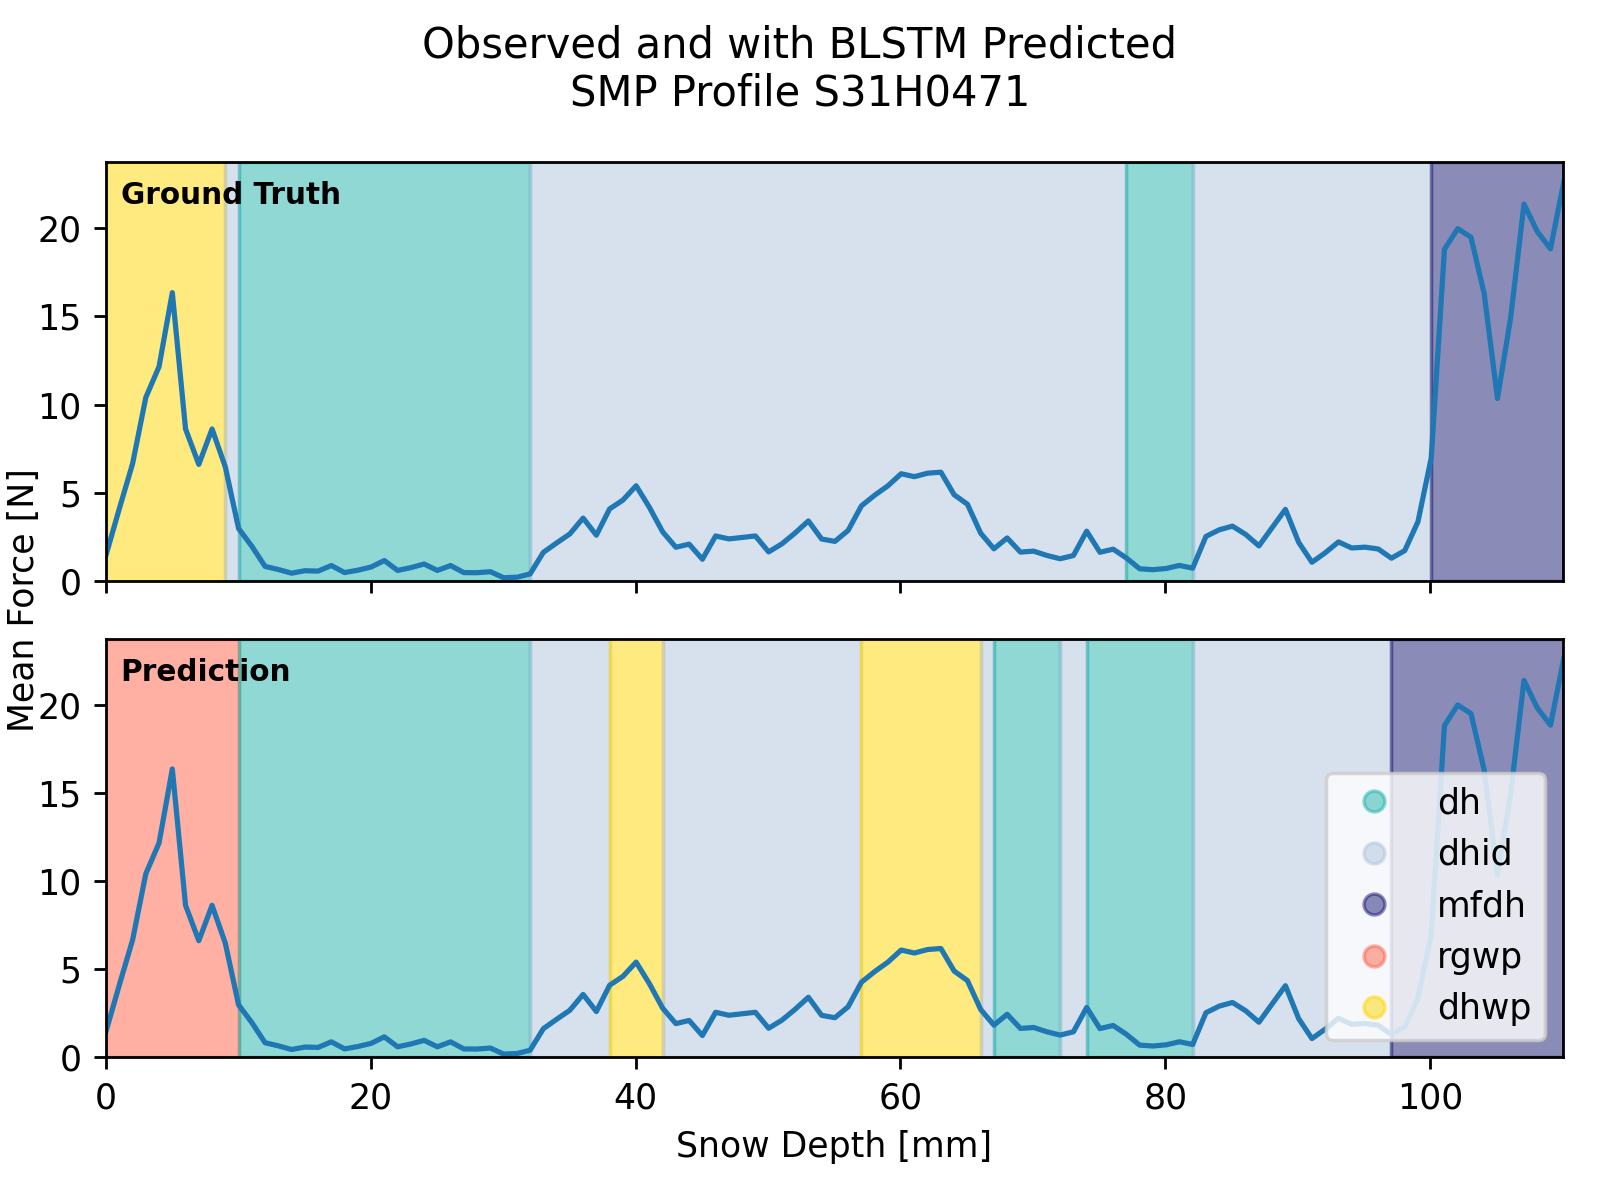 Observed and with BLSTM Predicted
SMP Profile S31H0471
Ground Truth
20
15
10
5
0
Mean Force [N]
Prediction
20
15
10
5
0
dh
dhid
mfdh
rgwp
dhwp
0 20 40 60 80 100
Snow Depth [mm]